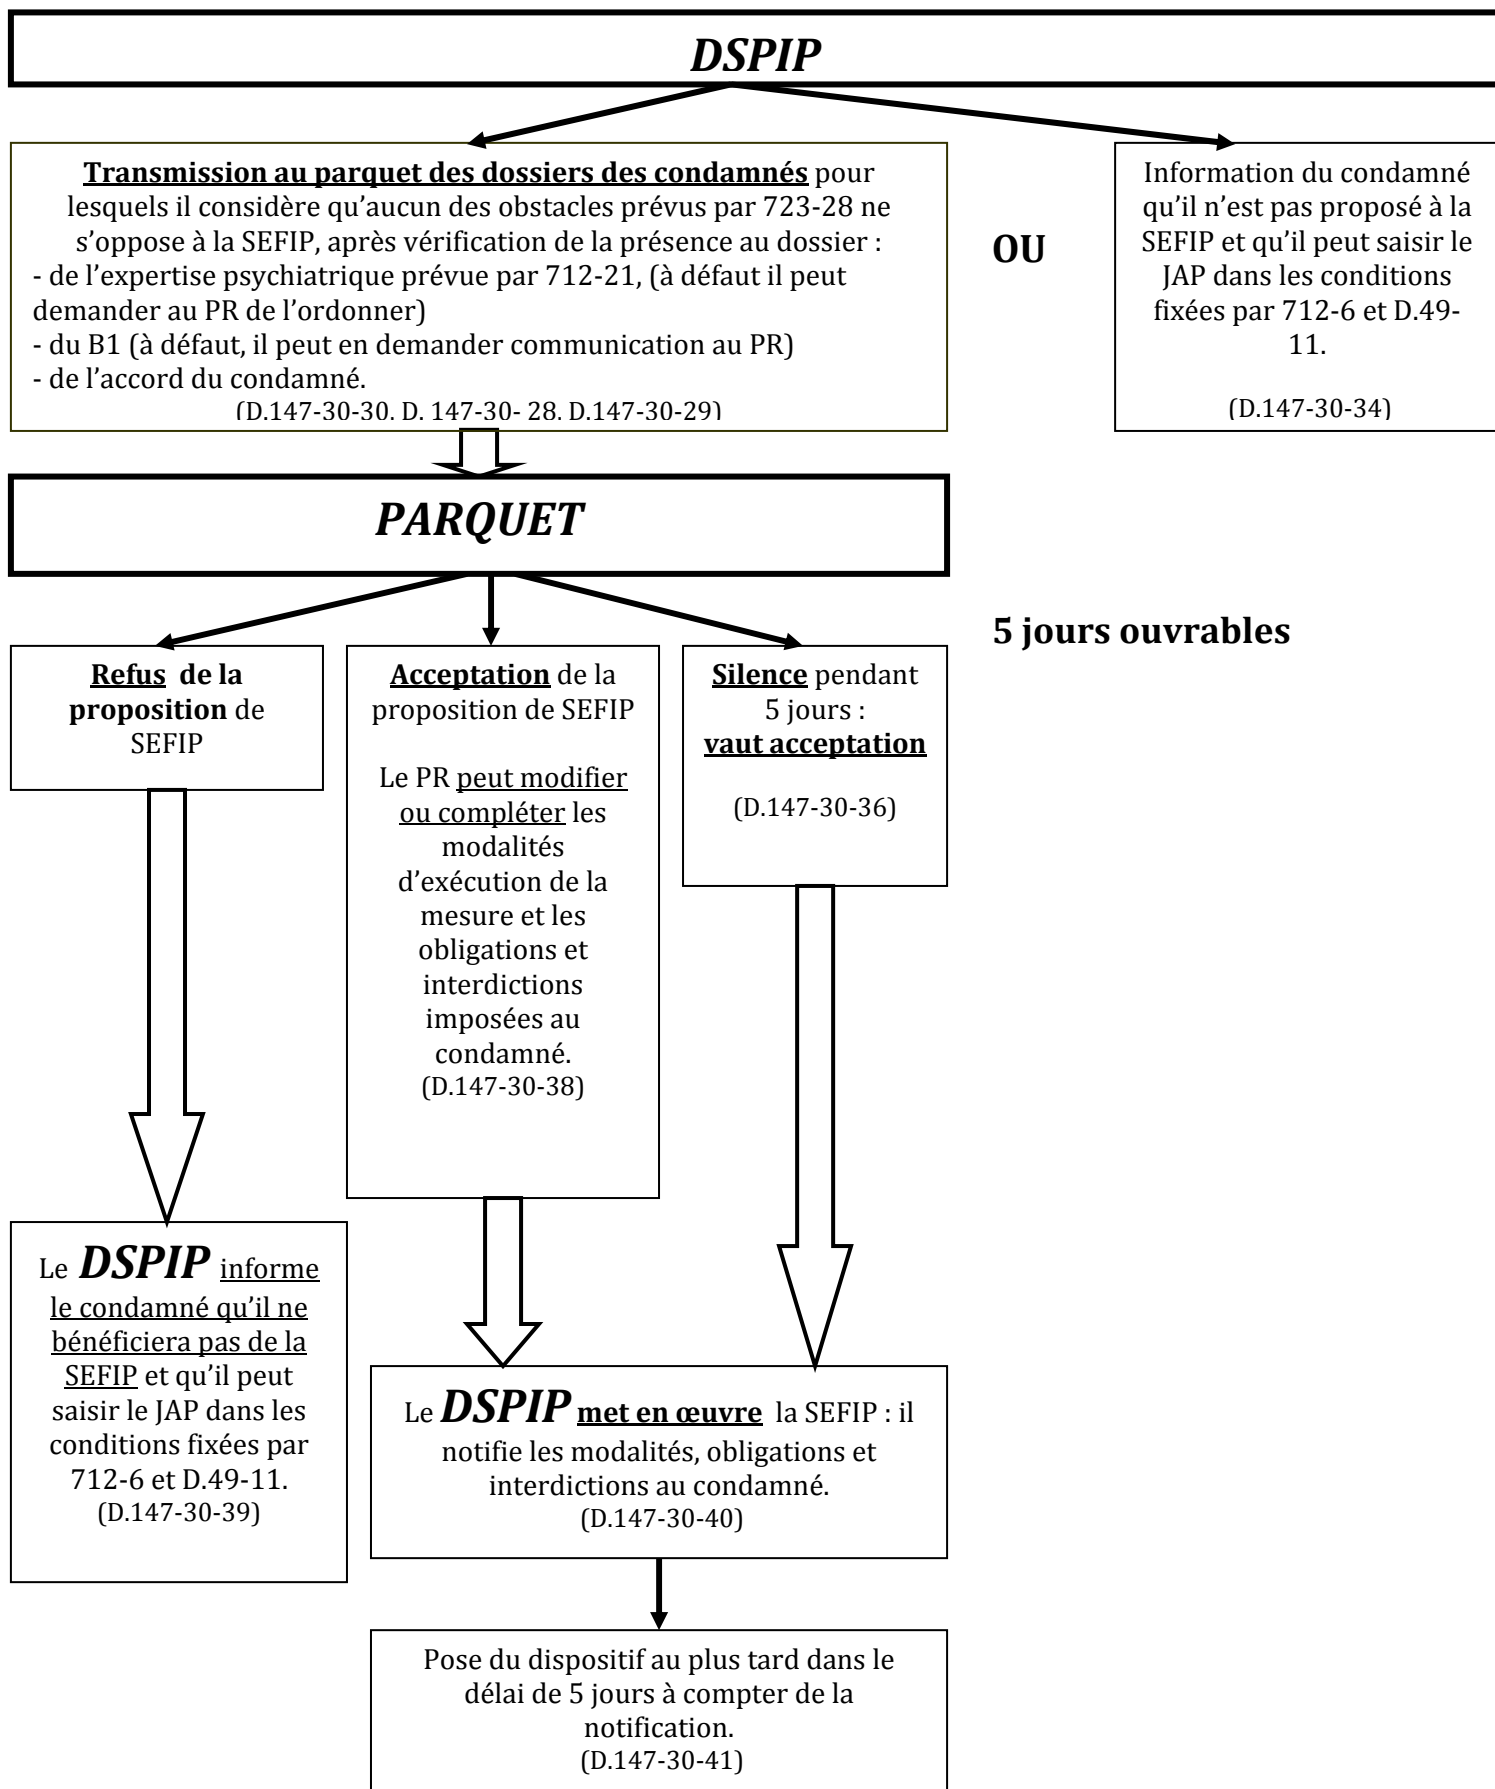 DSPIP
Transmission au parquet des dossiers des condamnés pour
lesquels il considère qu’aucun des obstacles prévus par 723-28 ne
s’oppose à la SEFIP, après vérification de la présence au dossier :
- de l’expertise psychiatrique prévue par 712-21, (à défaut il peut
demander au PR de l’ordonner)
- du B1 (à défaut, il peut en demander communication au PR)
- de l’accord du condamné.
(D.147-30-30, D. 147-30- 28, D.147-30-29)
OU
Information du condamné
qu’il n’est pas proposé à la
SEFIP et qu’il peut saisir le
JAP dans les conditions
fixées par 712-6 et D.49-
11.
(D.147-30-34)
PARQUET
5 jours ouvrables
Refus de la
proposition de
SEFIP
Acceptation de la
proposition de SEFIP
Le PR peut modifier
ou compléter les
modalités
d’exécution de la
mesure et les
obligations et
interdictions
imposées au
condamné.
(D.147-30-38)
Silence pendant
5 jours :
vaut acceptation
(D.147-30-36)
Le DSPIP informe
le condamné qu’il ne
bénéficiera pas de la
SEFIP et qu’il peut
saisir le JAP dans les
conditions fixées par
712-6 et D.49-11.
(D.147-30-39)
Le DSPIP met en œuvre la SEFIP : il
notifie les modalités, obligations et
interdictions au condamné.
(D.147-30-40)
Pose du dispositif au plus tard dans le
délai de 5 jours à compter de la
notification.
(D.147-30-41)